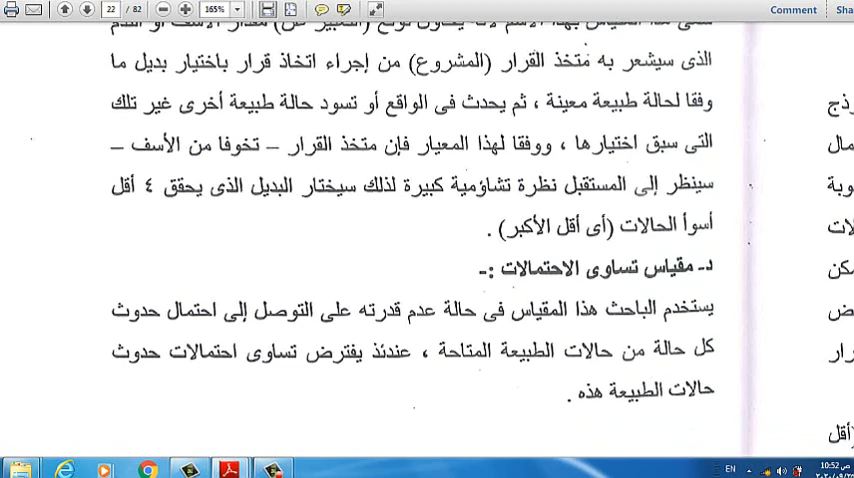 22 / 82
165%
Comment
Sha
الذى سيشعر به متخذ القرار (المشروع) من إجراء اتخاذ قرار باختيار بديل ما
وفقا لحالة طبيعة معينة ، ثم يحدث فى الواقع أو تسود حالة طبيعة أخرى غير تلك
التى سبق اختيارها ، ووفقا لهذا المعيار فإن متخذ القرار – تخوفا من الأسف –
سينظر إلى المستقبل نظرة تشاؤمية كبيرة لذلك سيختار البديل الذى يحقق ٤ أقل
أسوأ الحالات (أى أقل الأكبر) .
د- مقياس تساوى الاحتمالات :-
يستخدم الباحث هذا المقياس فى حالة عدم قدرته على التوصل إلى احتمال حدوث
كل حالة من حالات الطبيعة المتاحة ، عندئذ يفترض تساوى احتمالات حدوث
حالات الطبيعة هذه .
EN
10:52 ص